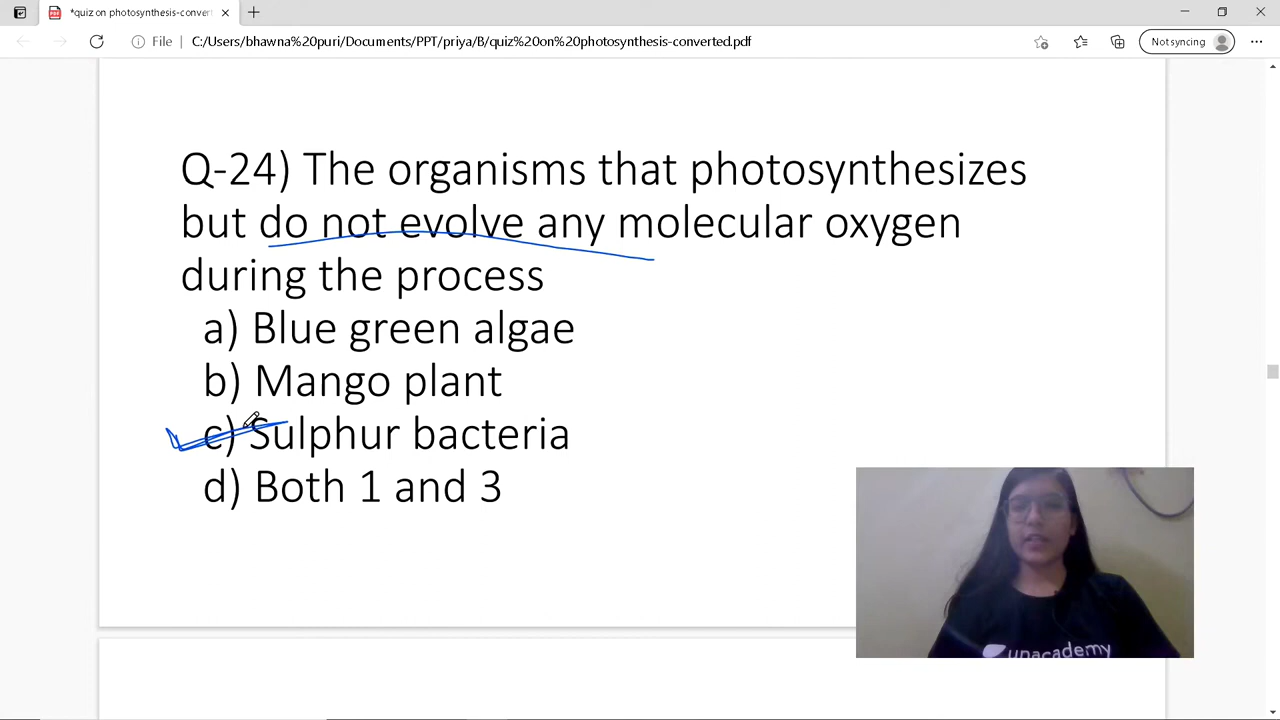 *quiz on photosynthesis-convert
File
C:/Users/bhawna%20puri/Documents/PPT/priya/B/quiz%20on%20photosynthesis-converted.pdf
Not syncing
Q-24) The organisms that photosynthesizes
but do not evolve any molecular oxygen
during the process
a) Blue green algae
b) Mango plant
c) Sulphur bacteria
d) Both 1 and 3
unacademy